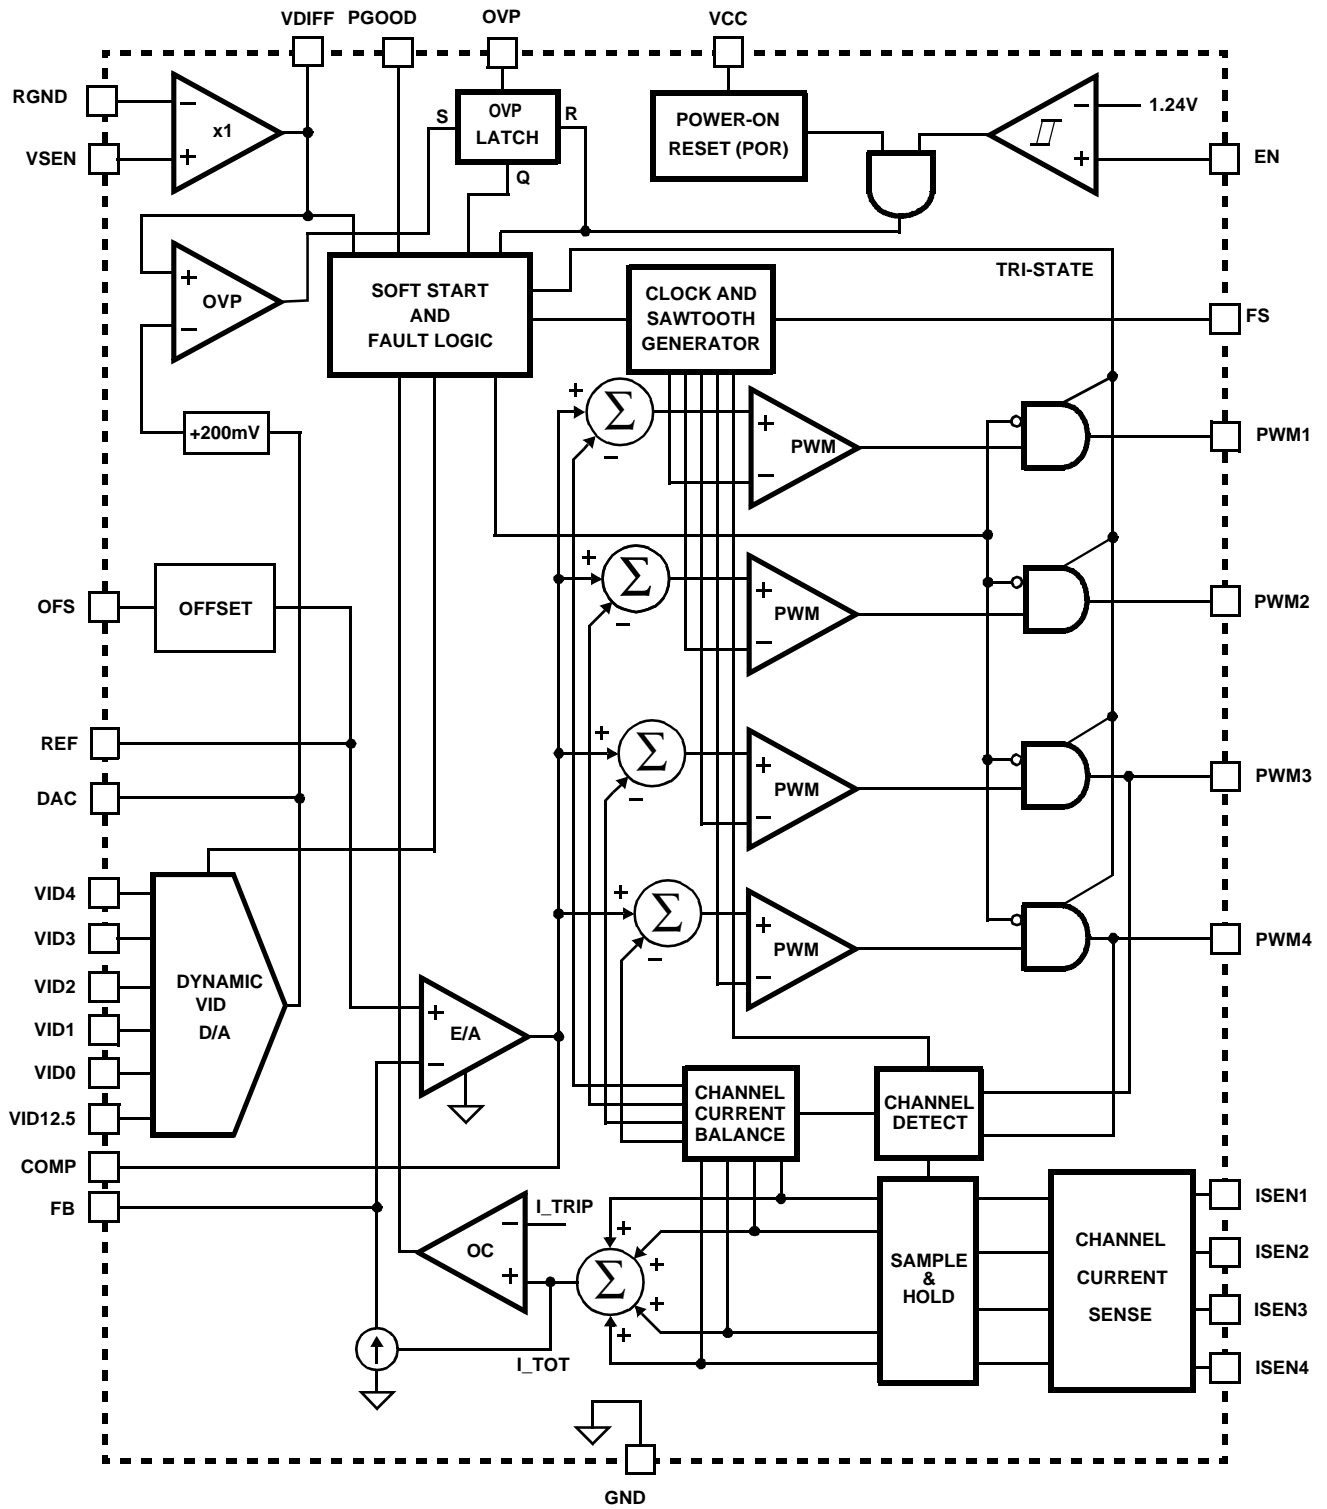 VDIFF PGOOD OVP VCC
RGND
VSEN
x1
−
+
S
OVP
LATCH
R
Q
POWER-ON
RESET (POR)
−
+
1.24V
EN
+
OVP
−
SOFT START
AND
FAULT LOGIC
CLOCK AND
SAWTOOTH
GENERATOR
TRI-STATE
FS
+200mV
+
Σ
−
+
PWM
−
PWM1
OFS
OFFSET
+
Σ
−
+
PWM
−
PWM2
REF
DAC
+
Σ
−
+
PWM
−
PWM3
VID4
VID3
VID2
VID1
VID0
VID12.5
DYNAMIC
VID
D/A
+
Σ
−
+
PWM
−
PWM4
+
E/A
−
COMP
FB
CHANNEL
CURRENT
BALANCE
CHANNEL
DETECT
I_TRIP
−
OC
+
I_TOT
+
+
Σ
+
+
SAMPLE
&
HOLD
CHANNEL
CURRENT
SENSE
ISEN1
ISEN2
ISEN3
ISEN4
GND